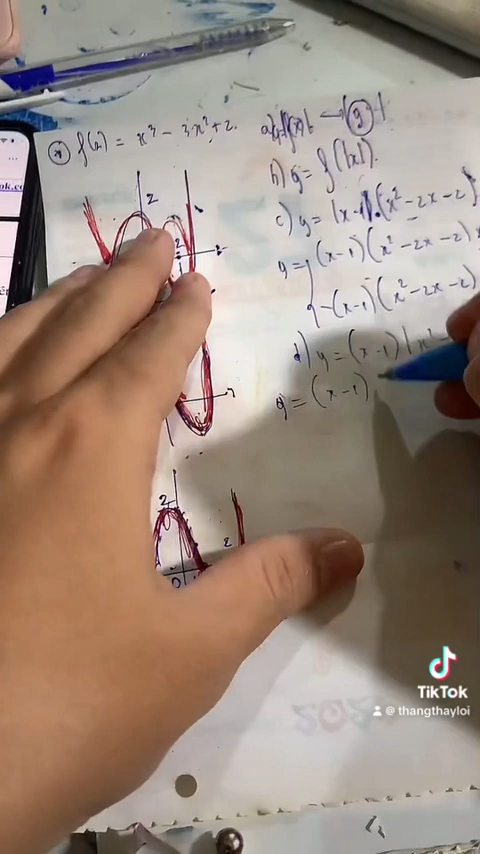 f(x) = x³ - 3x² + 2.
b) y = f(|x|).
c) y = |x-1|.(x² - 2x - 2)
y = (x-1)(x² - 2x - 2)
-(x-1)(x² - 2x - 2)
d) y = (x-1)|x²
y = (x-1)
2
2
2
0
TikTok
@thangthayloi